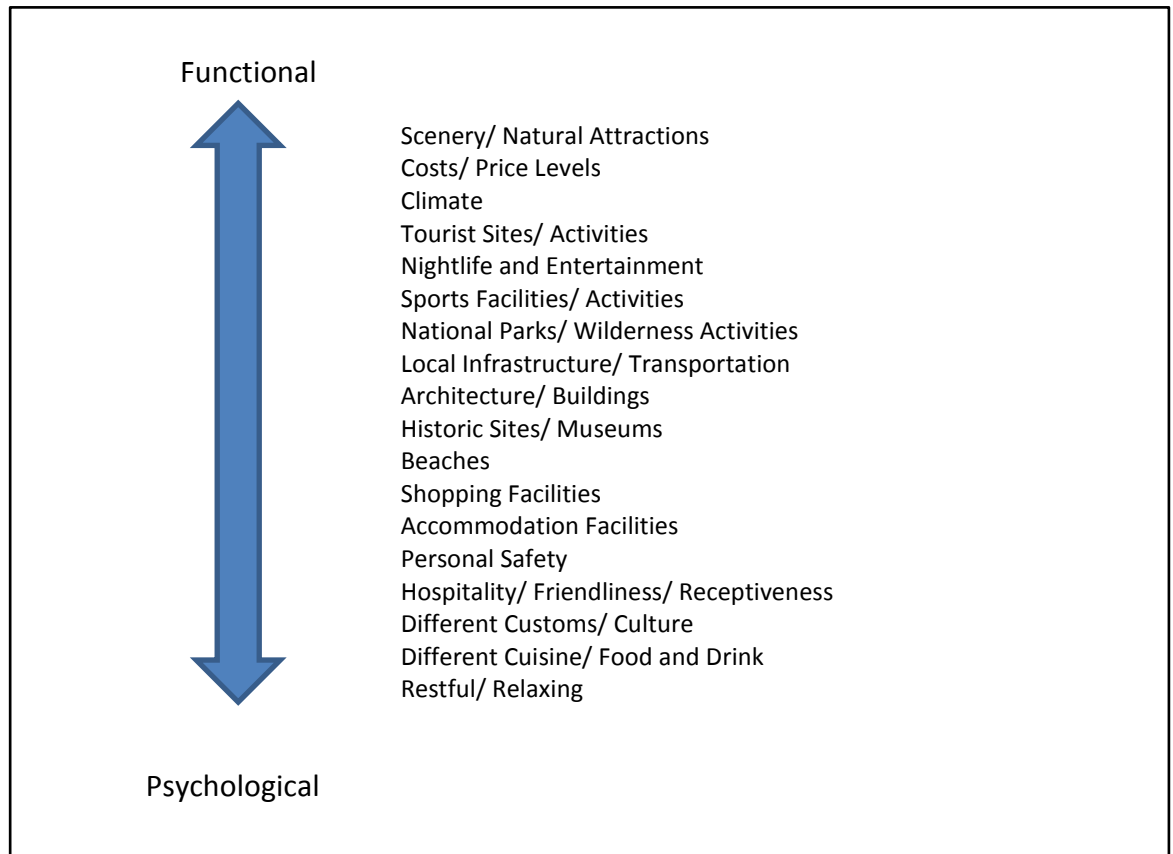 Functional
Scenery/ Natural Attractions
Costs/ Price Levels
Climate
Tourist Sites/ Activities
Nightlife and Entertainment
Sports Facilities/ Activities
National Parks/ Wilderness Activities
Local Infrastructure/ Transportation
Architecture/ Buildings
Historic Sites/ Museums
Beaches
Shopping Facilities
Accommodation Facilities
Personal Safety
Hospitality/ Friendliness/ Receptiveness
Different Customs/ Culture
Different Cuisine/ Food and Drink
Restful/ Relaxing
Psychological